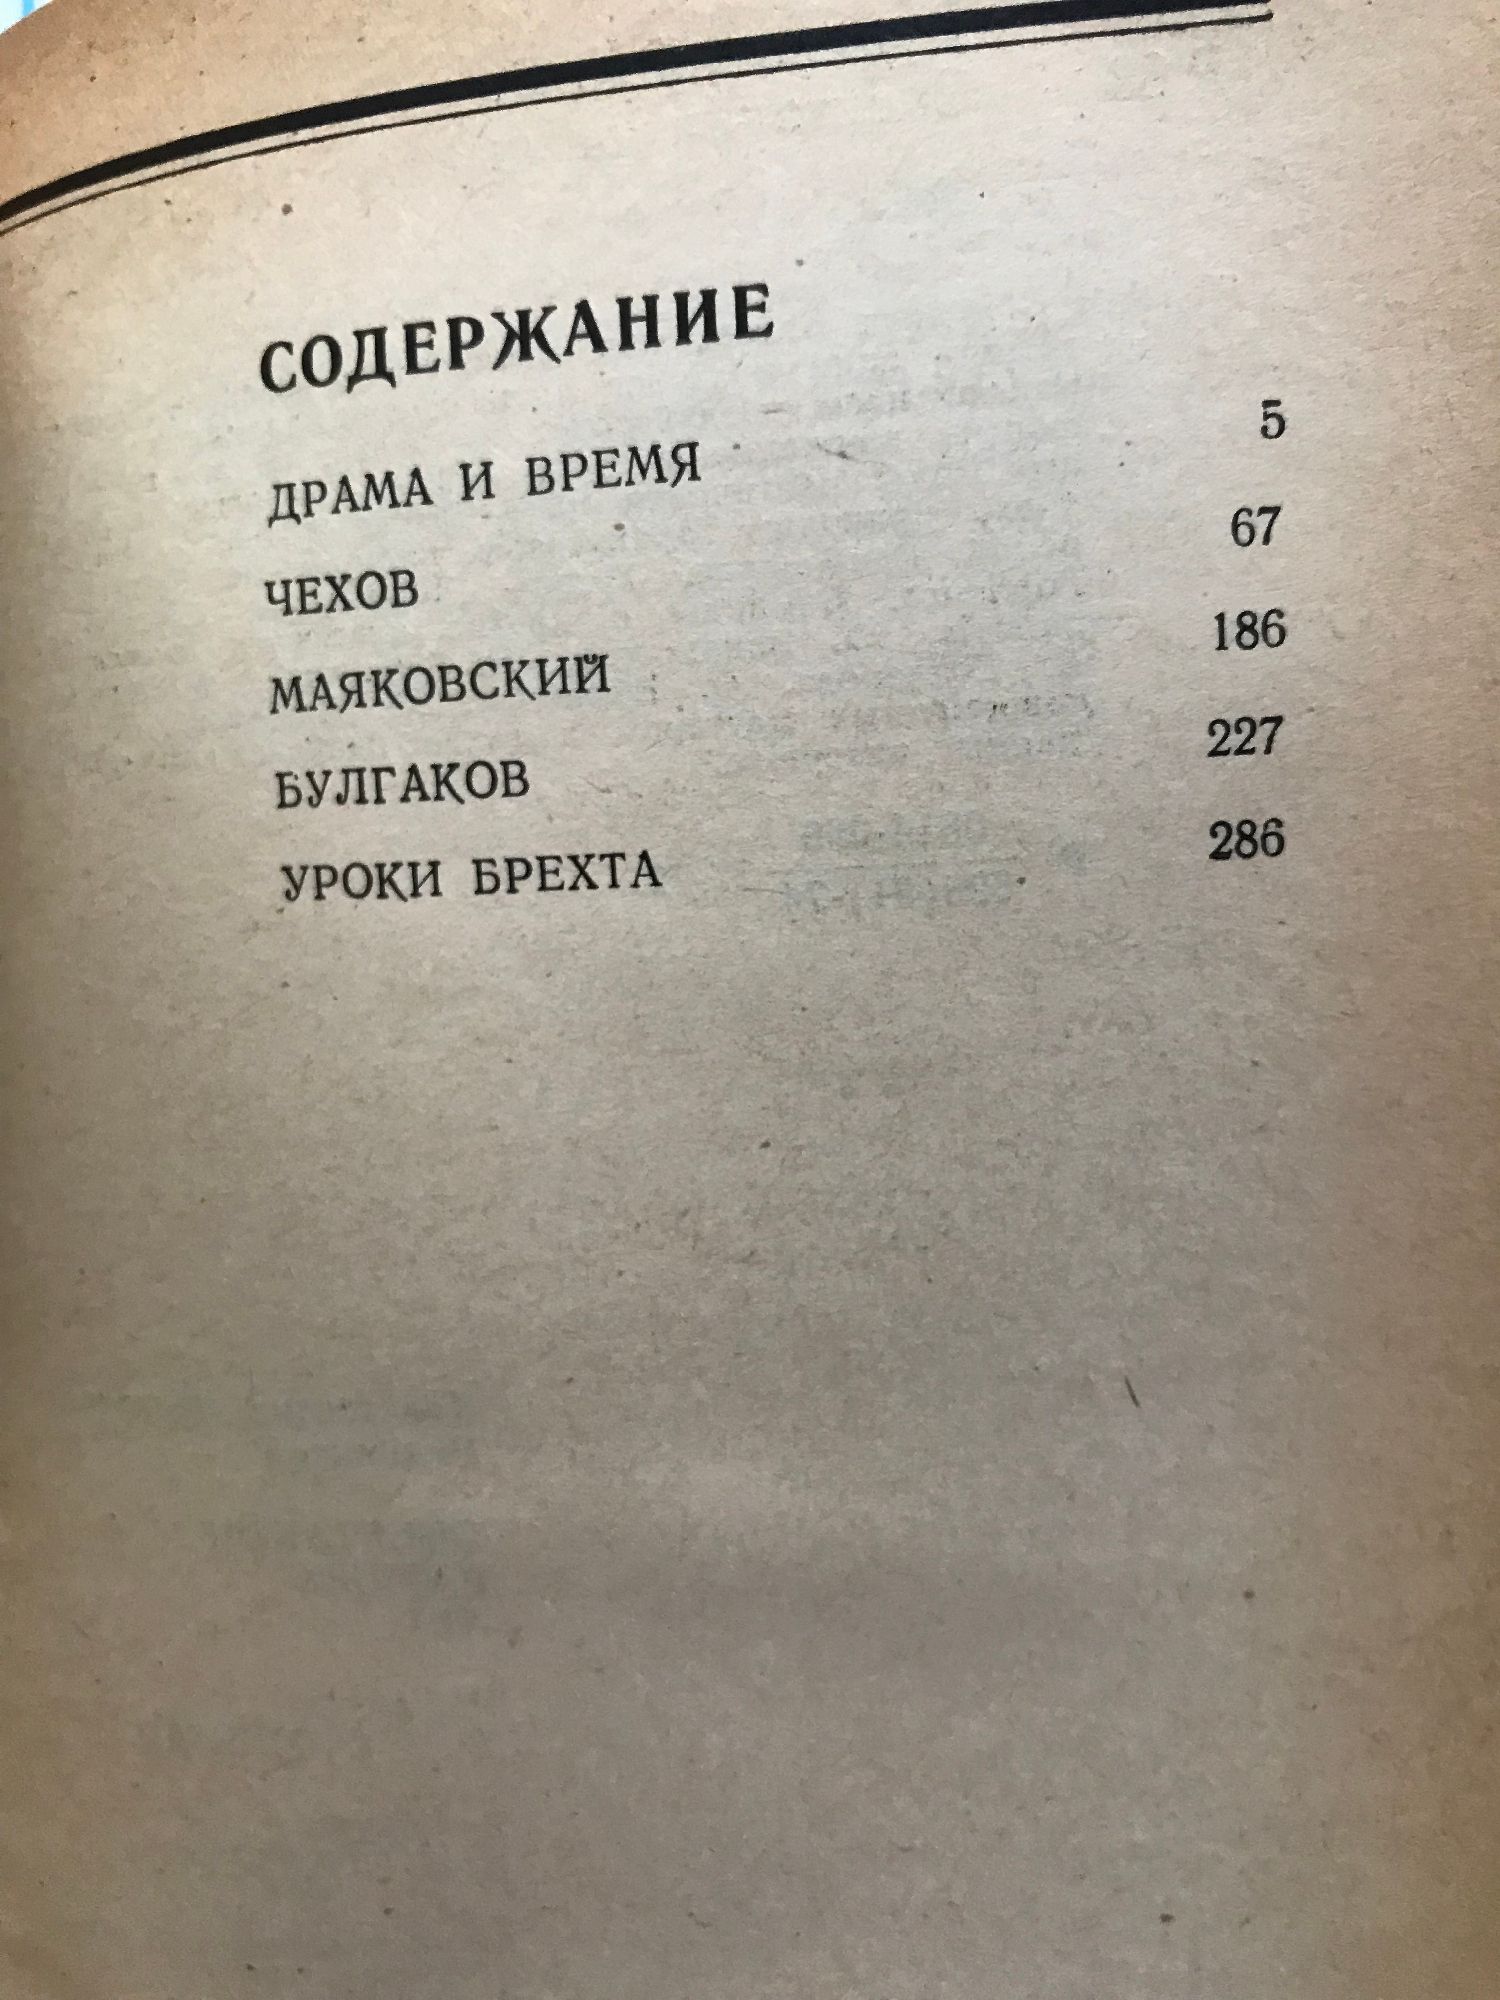 СОДЕРЖАНИЕ
ДРАМА И ВРЕМЯ 5
ЧЕХОВ 67
МАЯКОВСКИЙ 186
БУЛГАКОВ 227
УРОКИ БРЕХТА 286